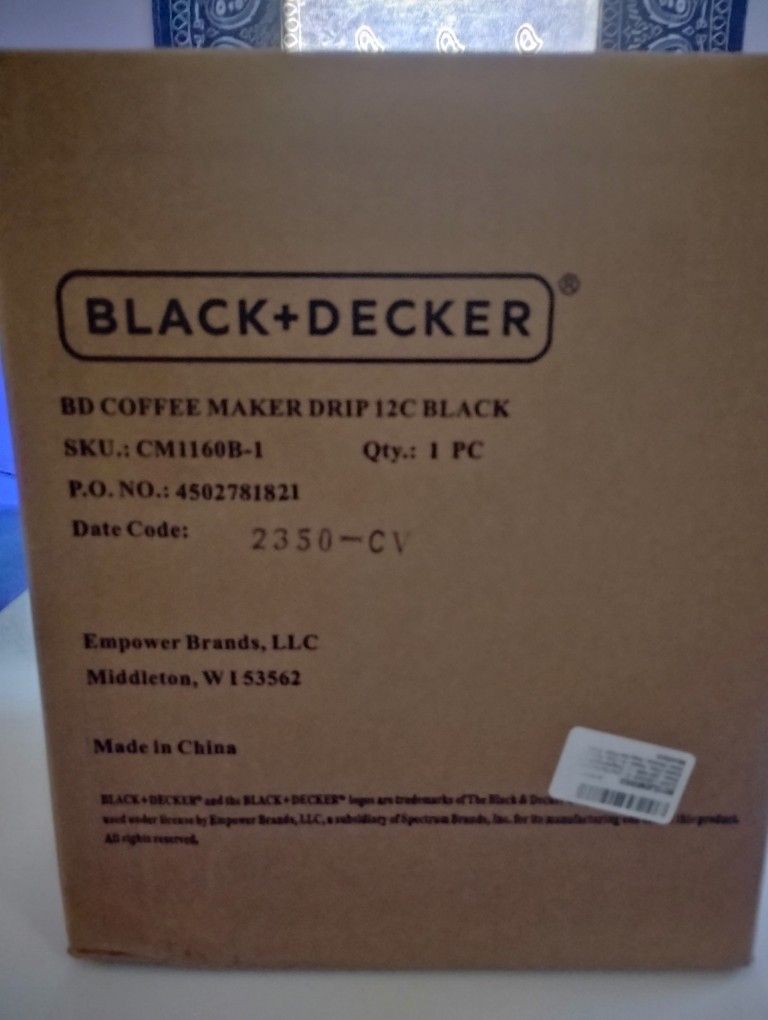 BLACK+DECKER®
BD COFFEE MAKER DRIP 12C BLACK
SKU.: CM1160B-1 Qty.: 1 PC
P.O. NO.: 4502781821
Date Code: 2350-CV
Empower Brands, LLC
Middleton, WI 53562
Made in China
BLACK+DECKER® and the BLACK+DECKER® logos are trademarks of The Black &
used under license by Empower Brands, LLC, a subsidiary of Spectrum Brands, Inc. for its manufacturing this product.
All rights reserved.